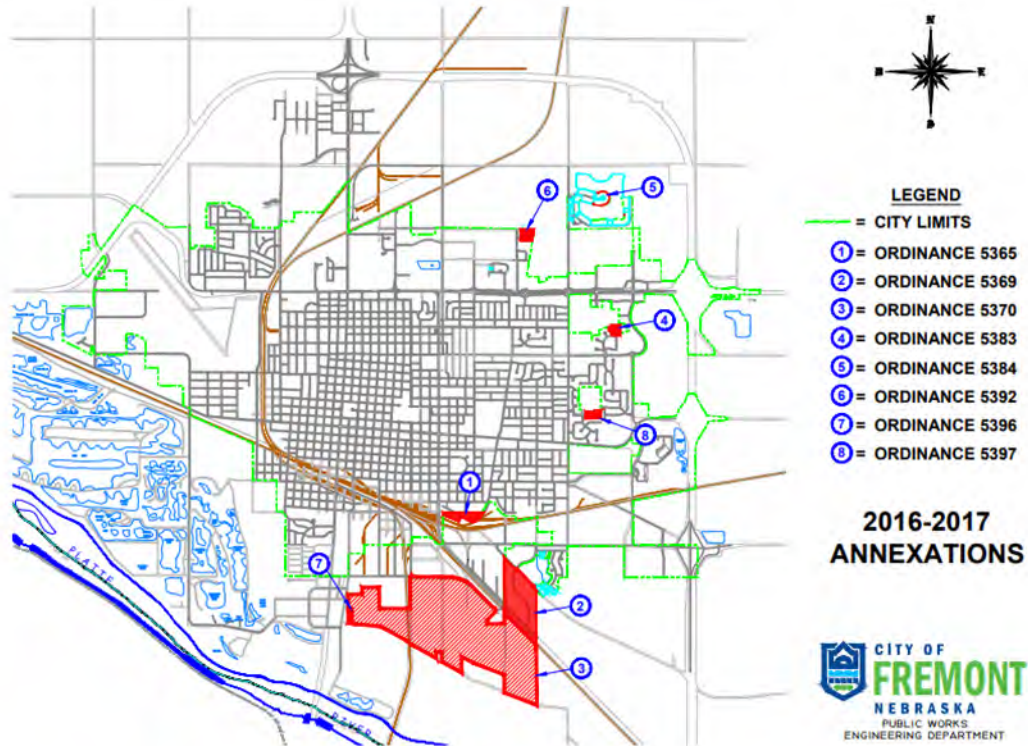 N
E
LEGEND
= CITY LIMITS
1 = ORDINANCE 5365
2 = ORDINANCE 5369
3 = ORDINANCE 5370
4 = ORDINANCE 5383
5 = ORDINANCE 5384
6 = ORDINANCE 5392
7 = ORDINANCE 5396
8 = ORDINANCE 5397
2016-2017
ANNEXATIONS
CITY OF
FREMONT
NEBRASKA
PUBLIC WORKS
ENGINEERING DEPARTMENT
5
6
4
8
1
7
2
3
PLATTE
RIVER